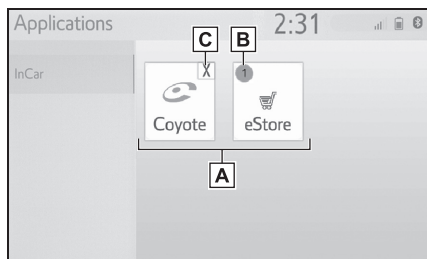 Applications 2:31
C B
InCar
X 1
Coyote eStore
A